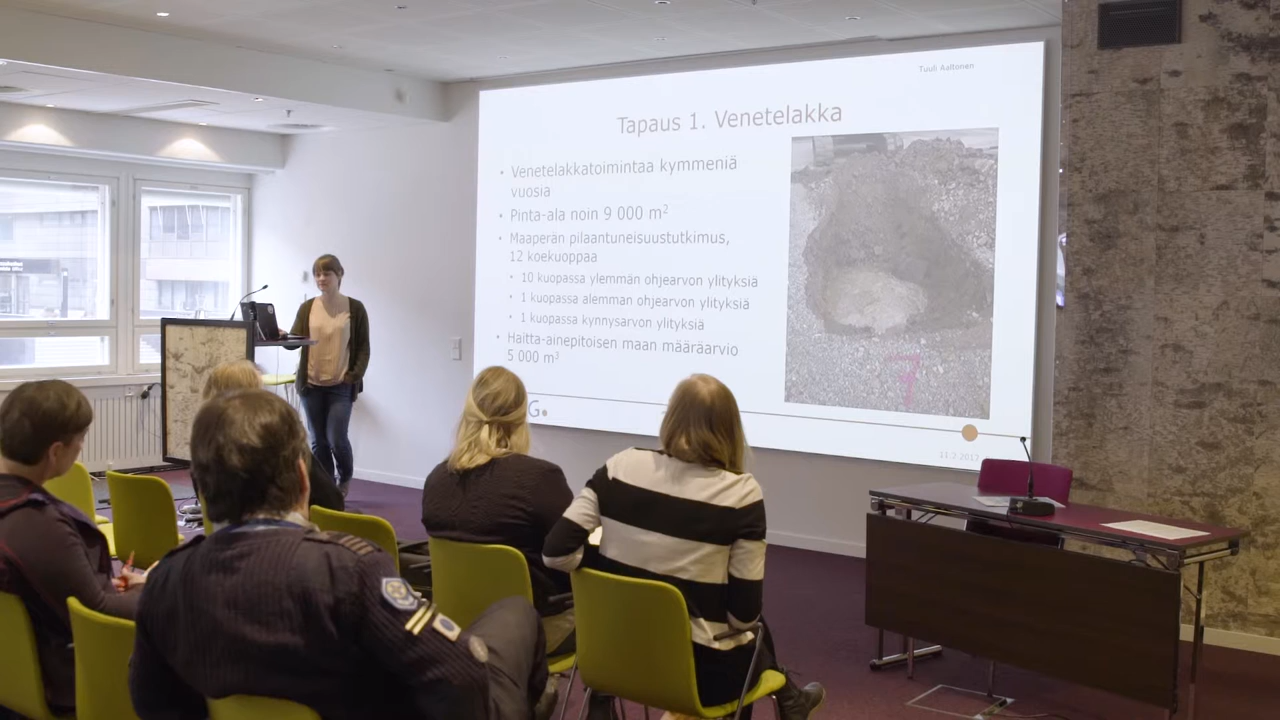 Tuuli Aaltonen
Tapaus 1. Venetelakka
• Venetelakkatoimintaa kymmeniä
vuosia
• Pinta-ala noin 9 000 m²
• Maaperän pilaantuneisuustutkimus,
12 koekuoppaa
• 10 kuopassa ylemmän ohjearvon ylityksiä
• 1 kuopassa alemman ohjearvon ylityksiä
• 1 kuopassa kynnysarvon ylityksiä
• Haitta-ainepitoisen maan määräarvio
5 000 m³
7
G.
11.2.2017